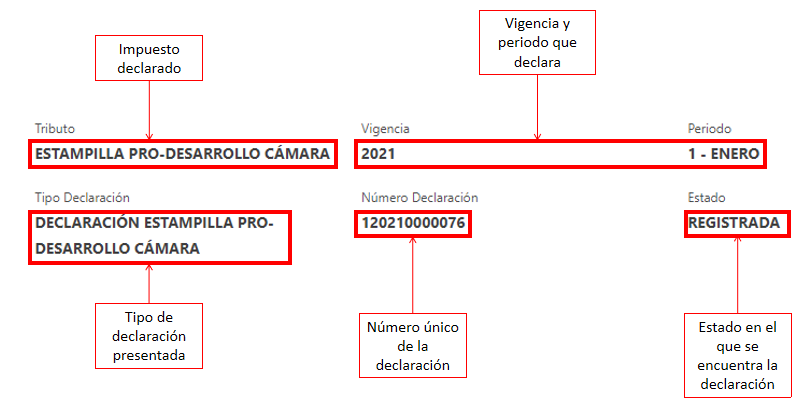 Impuesto
declarado
Vigencia y
periodo que
declara
Tributo
Vigencia
Periodo
ESTAMPILLA PRO-DESARROLLO CÁMARA
2021
1 - ENERO
Tipo Declaración
Número Declaración
Estado
DECLARACIÓN ESTAMPILLA PRO-
DESARROLLO CÁMARA
120210000076
REGISTRADA
Tipo de
declaración
presentada
Número único
de la
declaración
Estado en el
que se
encuentra la
declaración